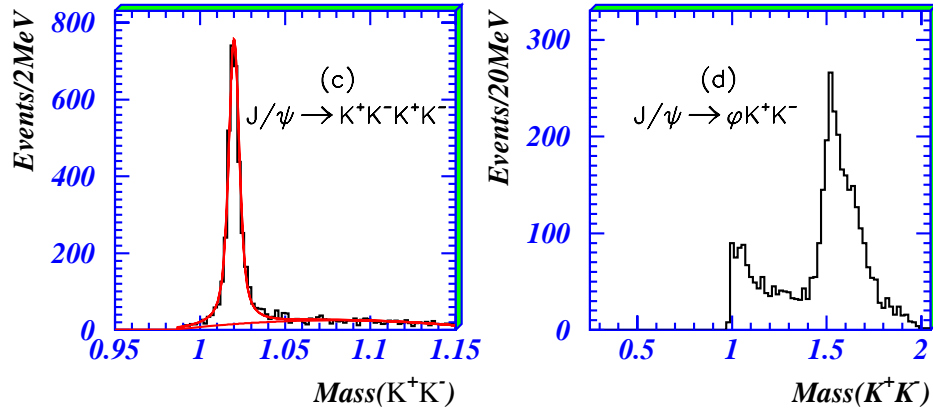 Events/2MeV
800
600
400
200
0
(c)
J/ψ → K⁺K⁻K⁺K⁻
0.95
1
1.05
1.1
1.15
Mass(K⁺K⁻)
Events/20MeV
300
200
100
0
(d)
J/ψ → φK⁺K⁻
0.5
1
1.5
2
Mass(K⁺K⁻)